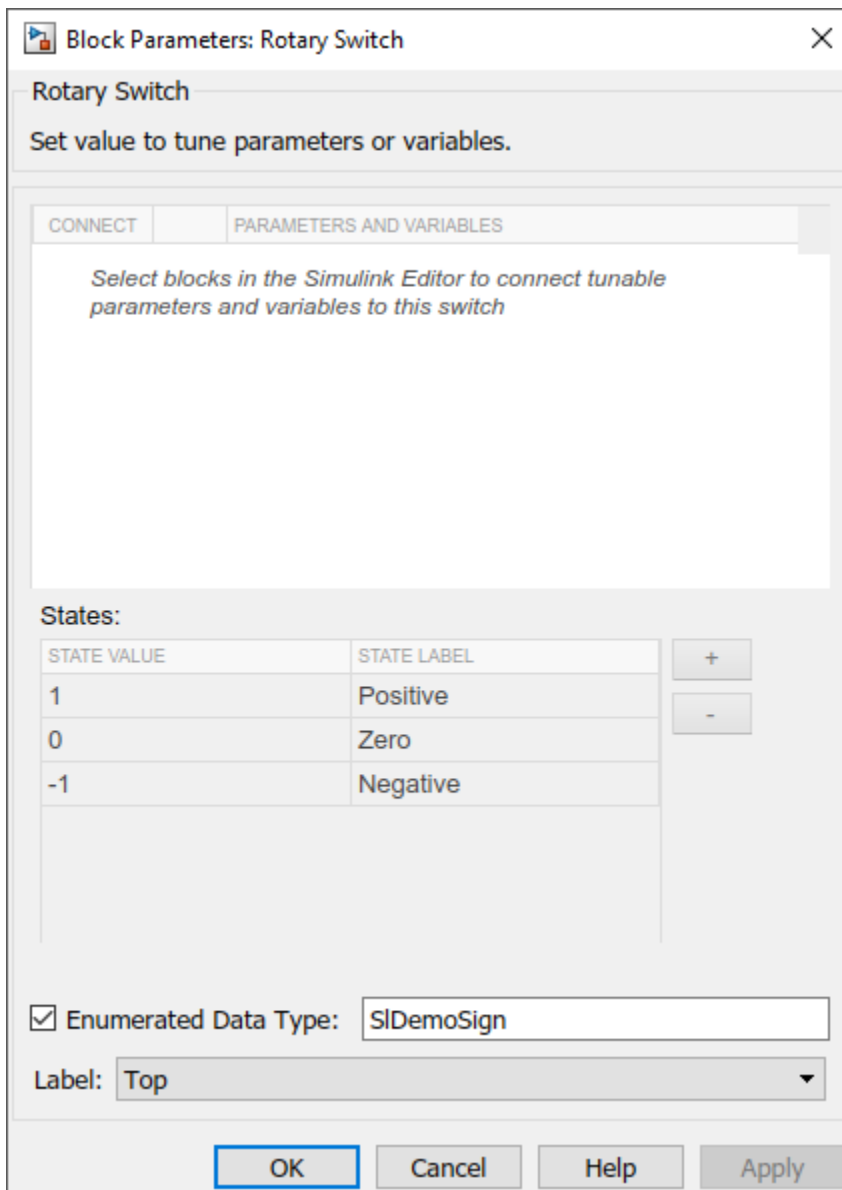 Block Parameters: Rotary Switch
Rotary Switch
Set value to tune parameters or variables.
CONNECT PARAMETERS AND VARIABLES
Select blocks in the Simulink Editor to connect tunable
parameters and variables to this switch
States:
STATE VALUE STATE LABEL
+
1 Positive
-
0 Zero
-1 Negative
Enumerated Data Type: SlDemoSign
Label: Top
OK Cancel Help Apply